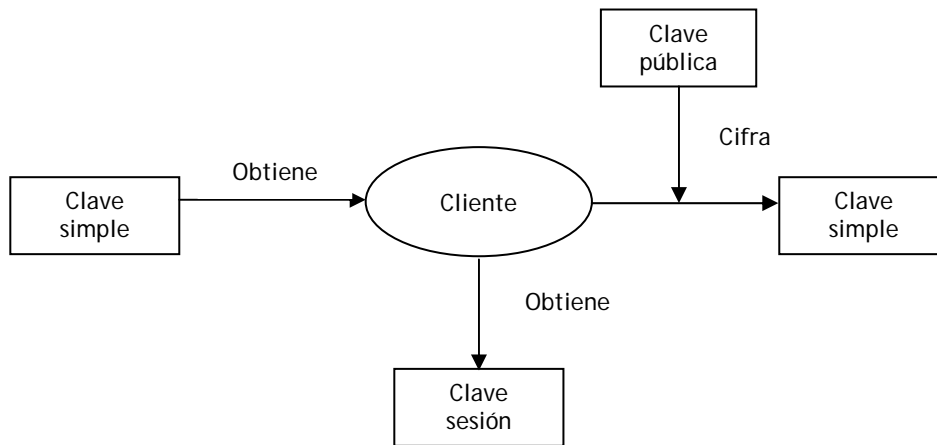 Clave
pública
Cifra
Obtiene
Clave
simple
Cliente
Clave
simple
Obtiene
Clave
sesión